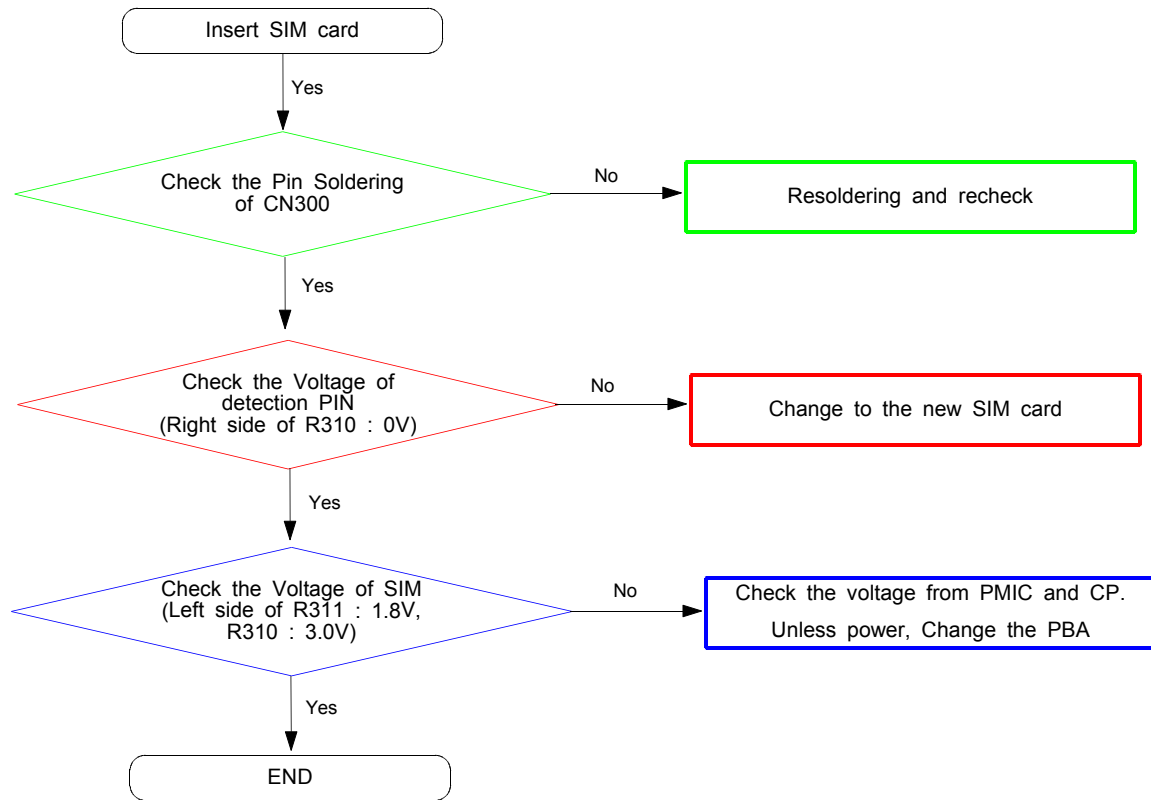 Insert SIM card
Yes
Check the Pin Soldering
of CN300
No
Resoldering and recheck
Yes
Check the Voltage of
detection PIN
(Right side of R310 : 0V)
No
Change to the new SIM card
Yes
Check the Voltage of SIM
(Left side of R311 : 1.8V,
R310 : 3.0V)
No
Check the voltage from PMIC and CP.
Unless power, Change the PBA
Yes
END